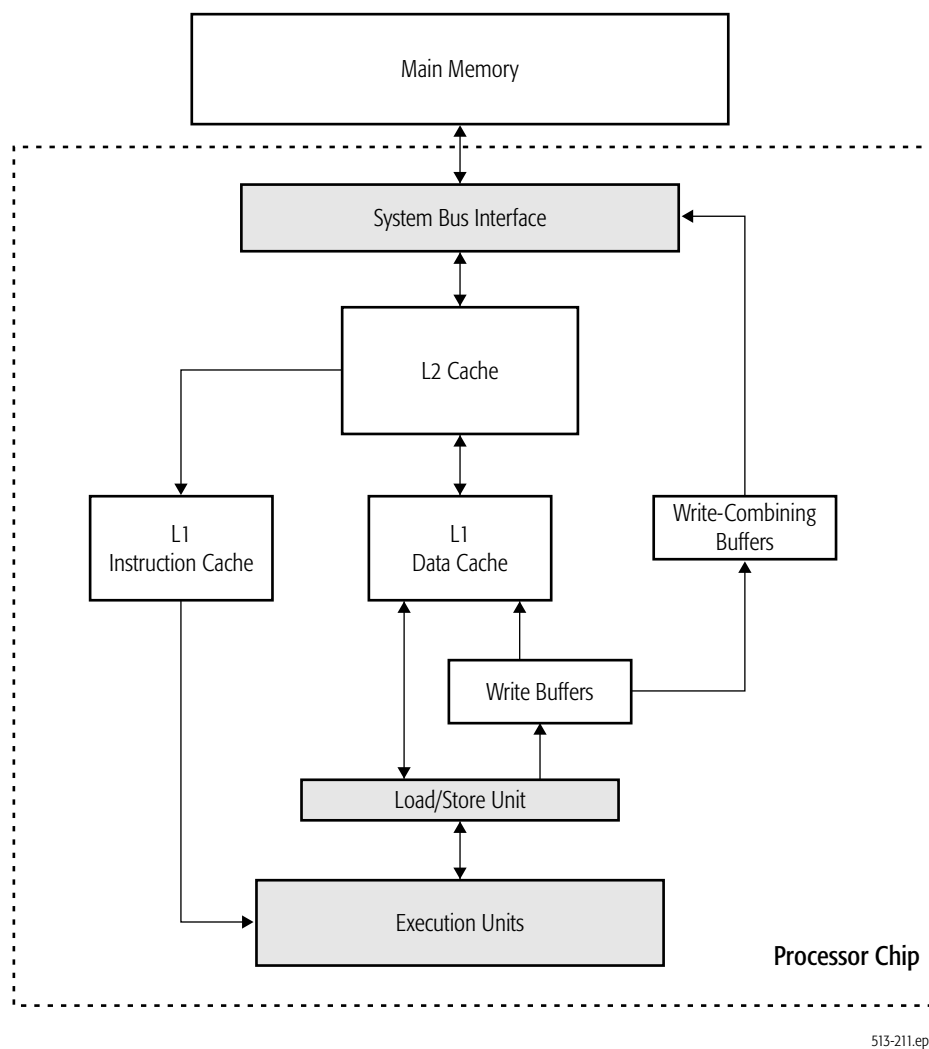 Main Memory
System Bus Interface
L2 Cache
L1
Instruction Cache
L1
Data Cache
Write-Combining
Buffers
Write Buffers
Load/Store Unit
Execution Units
Processor Chip
513-211.ep